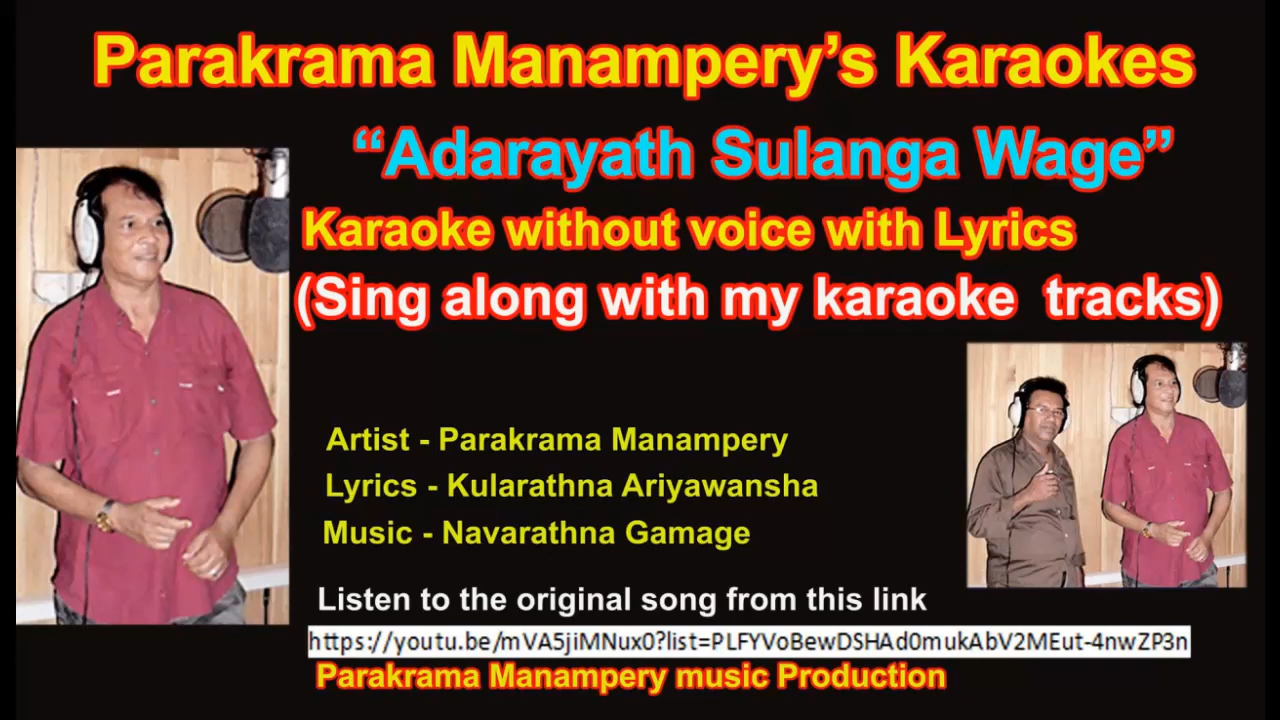 Parakrama Manampery’s Karaokes
“Adarayath Sulanga Wage”
Karaoke without voice with Lyrics
(Sing along with my karaoke tracks)
Artist - Parakrama Manampery
Lyrics - Kularathna Ariyawansha
Music - Navarathna Gamage
Listen to the original song from this link
https://youtu.be/mVA5jiMNux0?list=PLFYVoBewDSHAd0mukAbV2MEut-4nwZP3n
Parakrama Manampery music Production